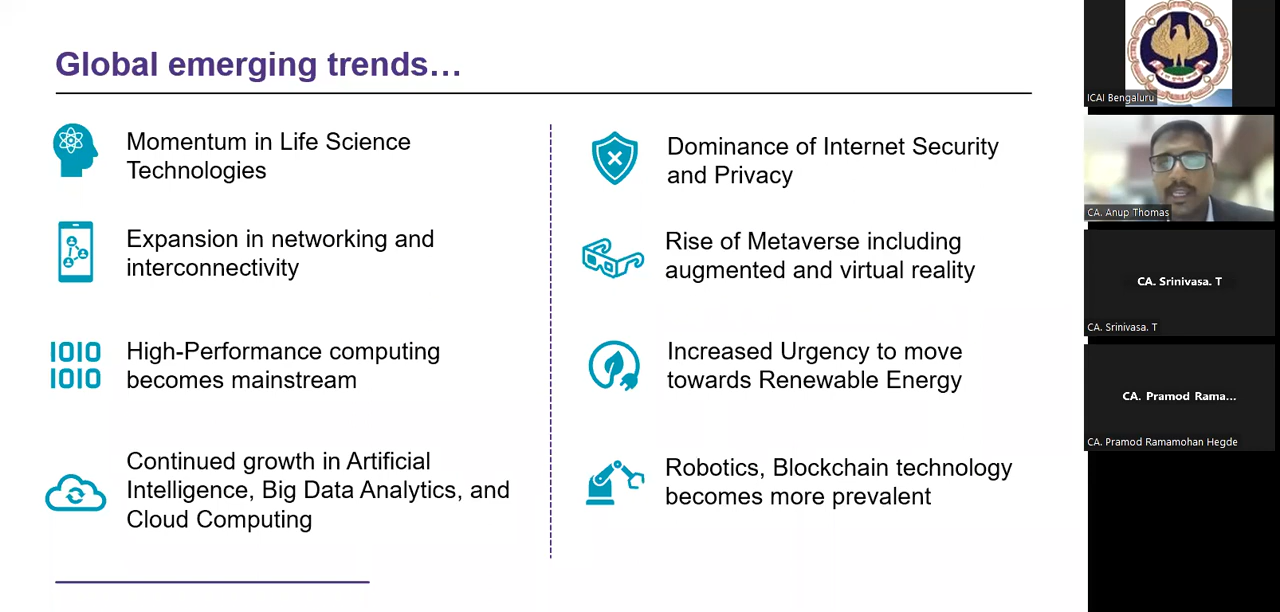 Global emerging trends…
Momentum in Life Science
Technologies
Expansion in networking and
interconnectivity
IOIO
IOIO
High-Performance computing
becomes mainstream
Continued growth in Artificial
Intelligence, Big Data Analytics, and
Cloud Computing
Dominance of Internet Security
and Privacy
Rise of Metaverse including
augmented and virtual reality
Increased Urgency to move
towards Renewable Energy
Robotics, Blockchain technology
becomes more prevalent
ICAI Bengaluru
CA. Anup Thomas
CA. Srinivasa. T
CA. Srinivasa. T
CA. Pramod Rama...
CA. Pramod Ramamohan Hegde